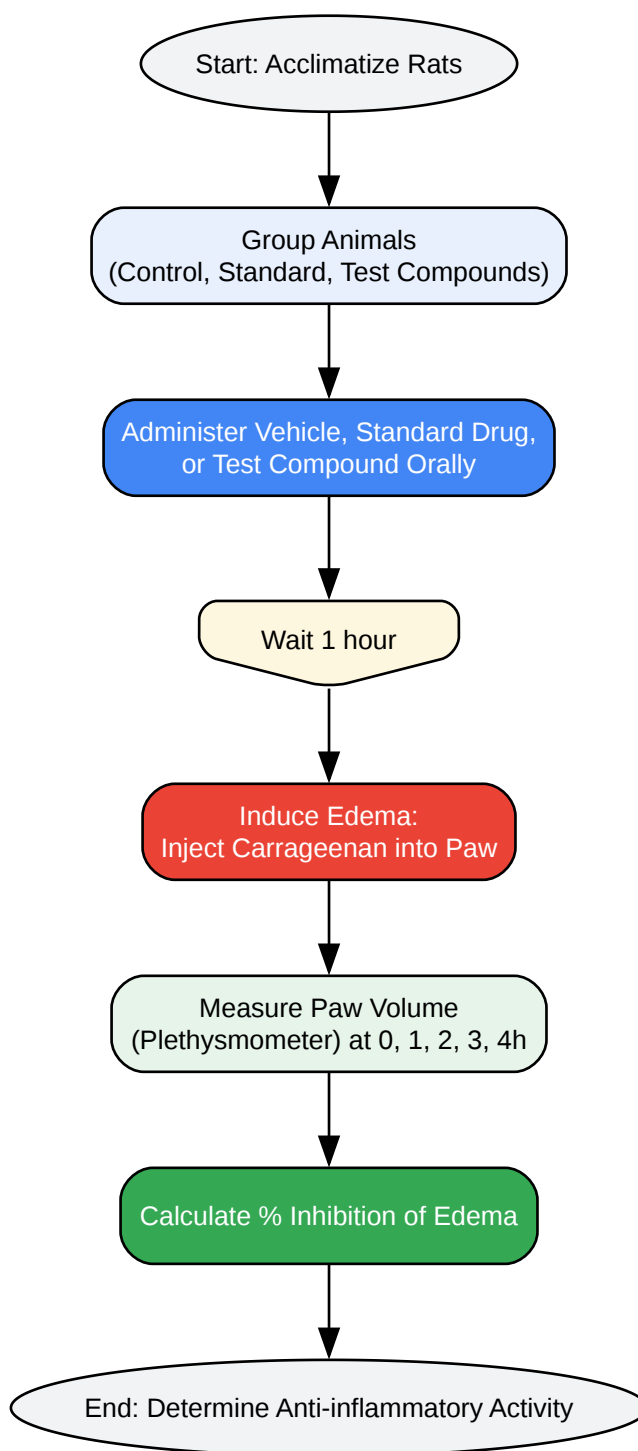 Start: Acclimatize Rats
Group Animals
(Control, Standard, Test Compounds)
Administer Vehicle, Standard Drug,
or Test Compound Orally
Wait 1 hour
Induce Edema:
Inject Carrageenan into Paw
Measure Paw Volume
(Plethysmometer) at 0, 1, 2, 3, 4h
Calculate % Inhibition of Edema
End: Determine Anti-inflammatory Activity